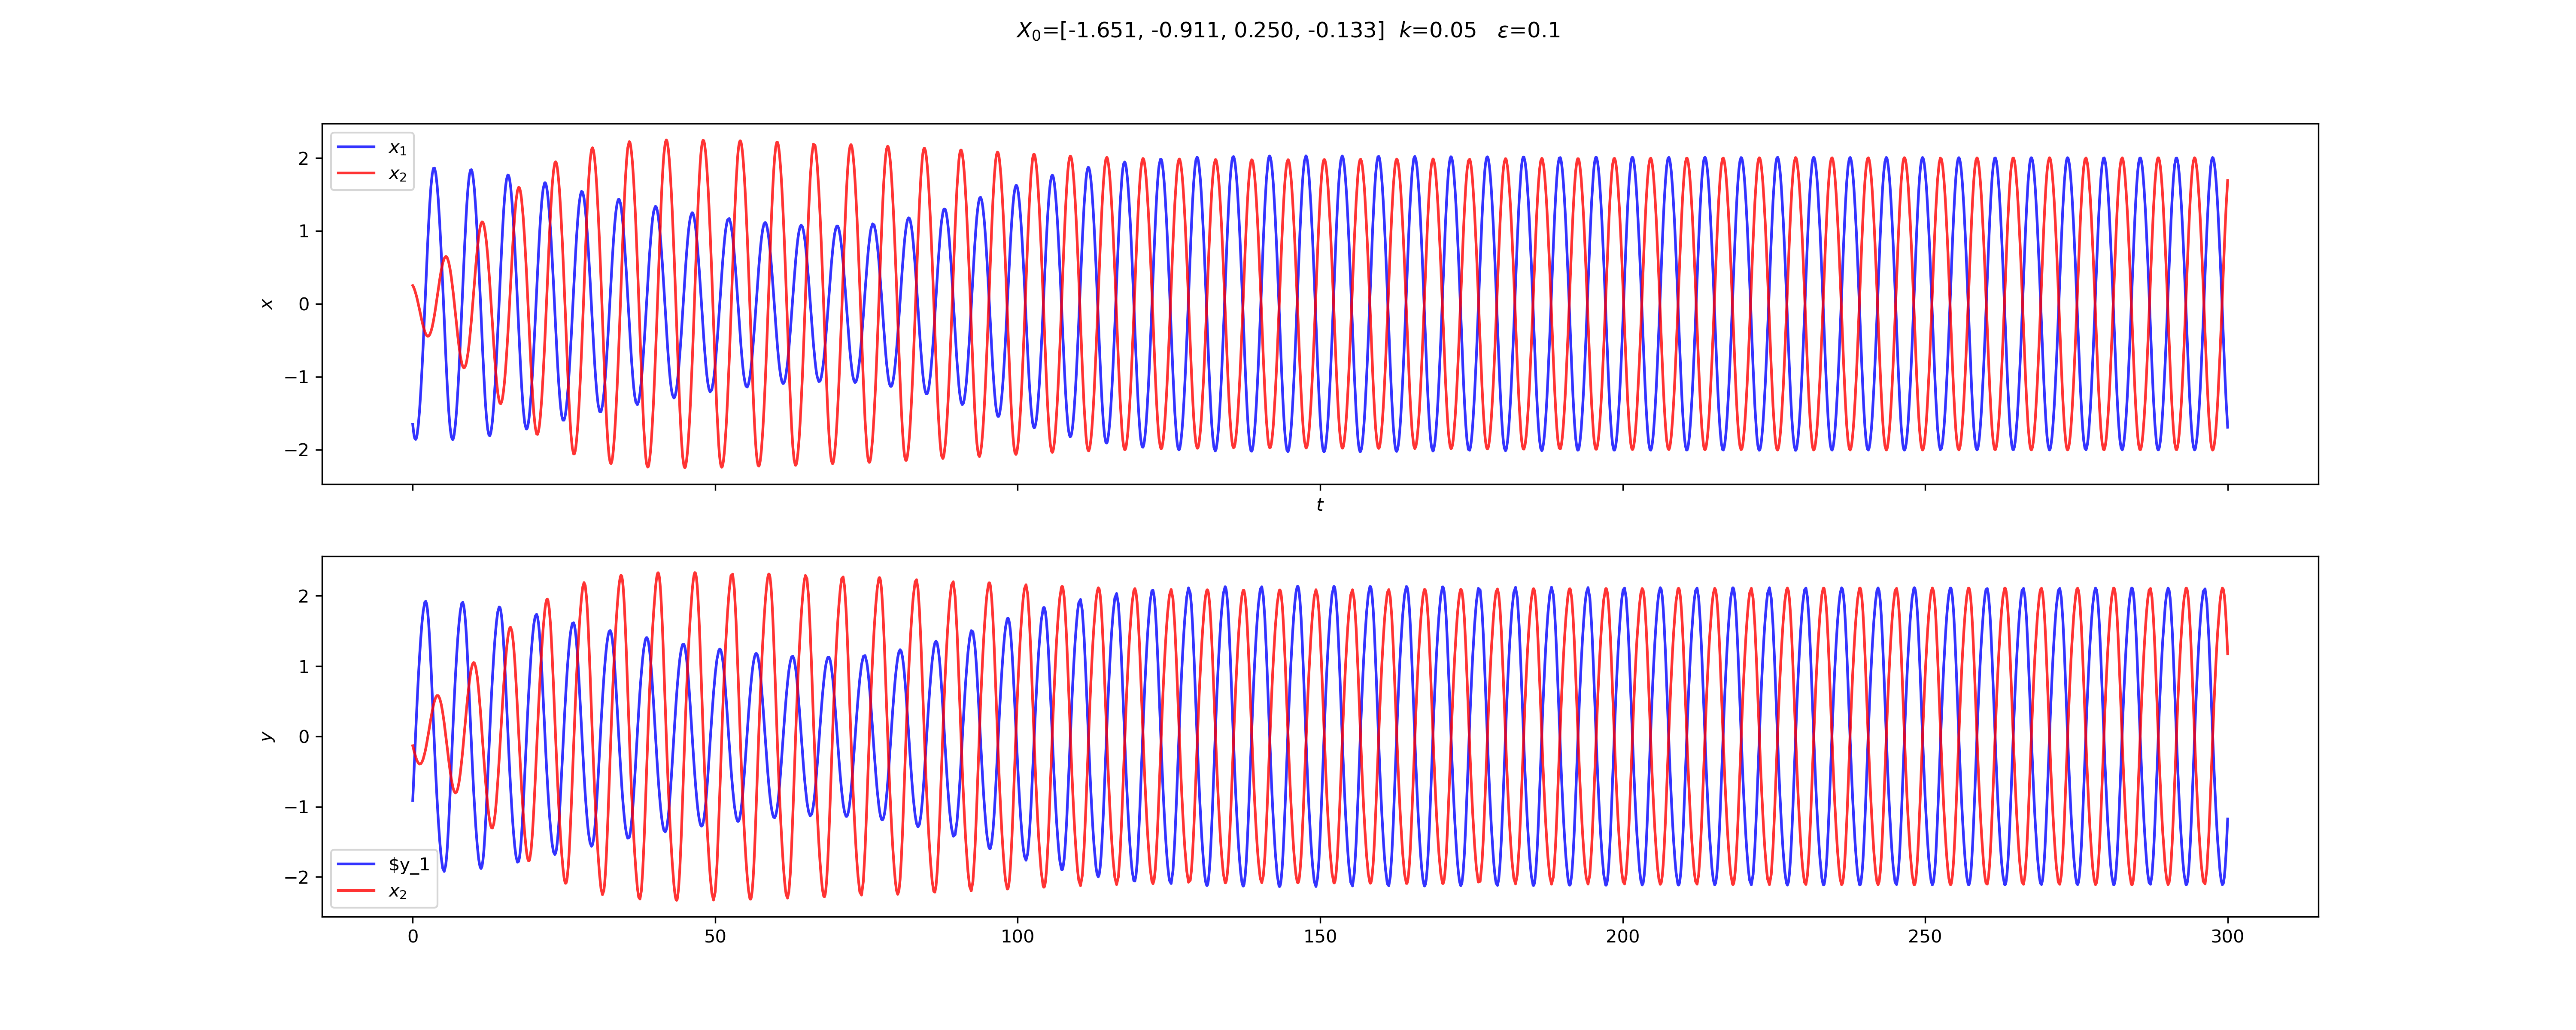 X₀=[-1.651, -0.911, 0.250, -0.133] k=0.05 ε=0.1
x₁
x₂
2
1
0
−1
−2
x
t
2
1
0
−1
−2
y
$y_1
x₂
0 50 100 150 200 250 300